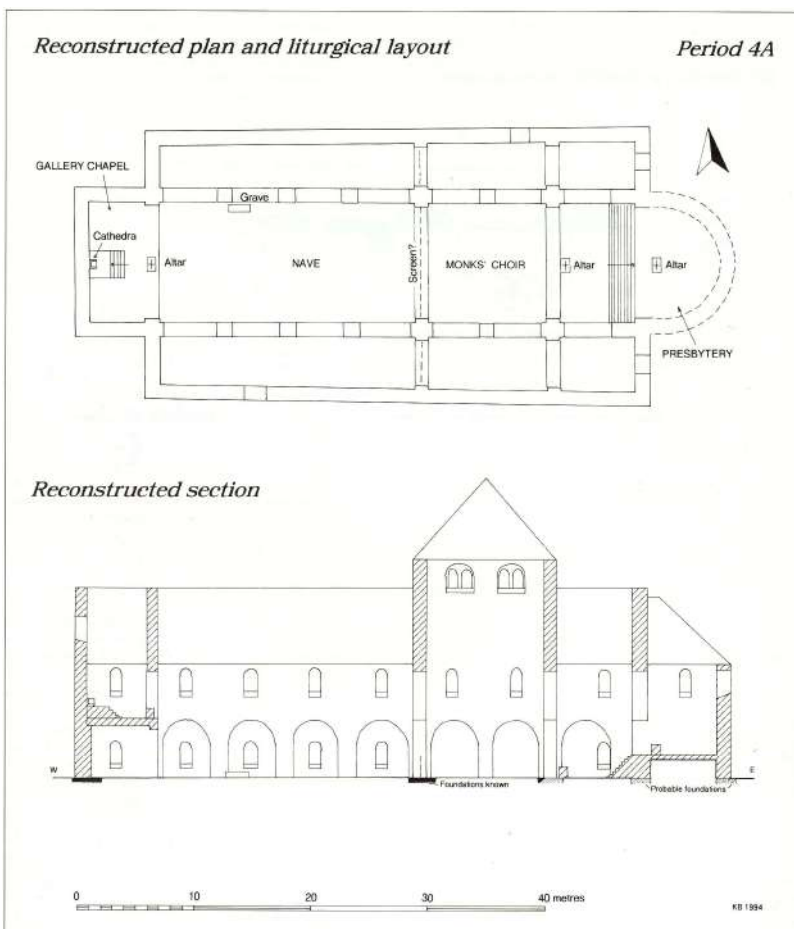 Reconstructed plan and liturgical layout
Period 4A
GALLERY CHAPEL
Cathedra
Altar
Grave
NAVE
Screen?
MONKS' CHOIR
Altar
Altar
PRESBYTERY
Reconstructed section
W
E
Foundations known
Probable foundations
0 10 20 30 40 metres
KB 1994